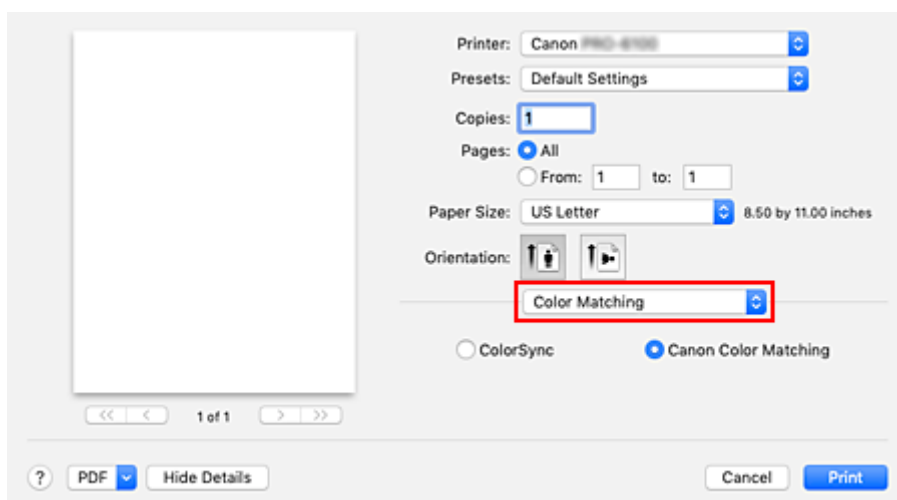 Printer: Canon
Presets: Default Settings
Copies: 1
Pages: All
From: 1 to: 1
Paper Size: US Letter 8.50 by 11.00 inches
Orientation:
Color Matching
ColorSync Canon Color Matching
<< < 1 of 1 > >>
? PDF Hide Details Cancel Print